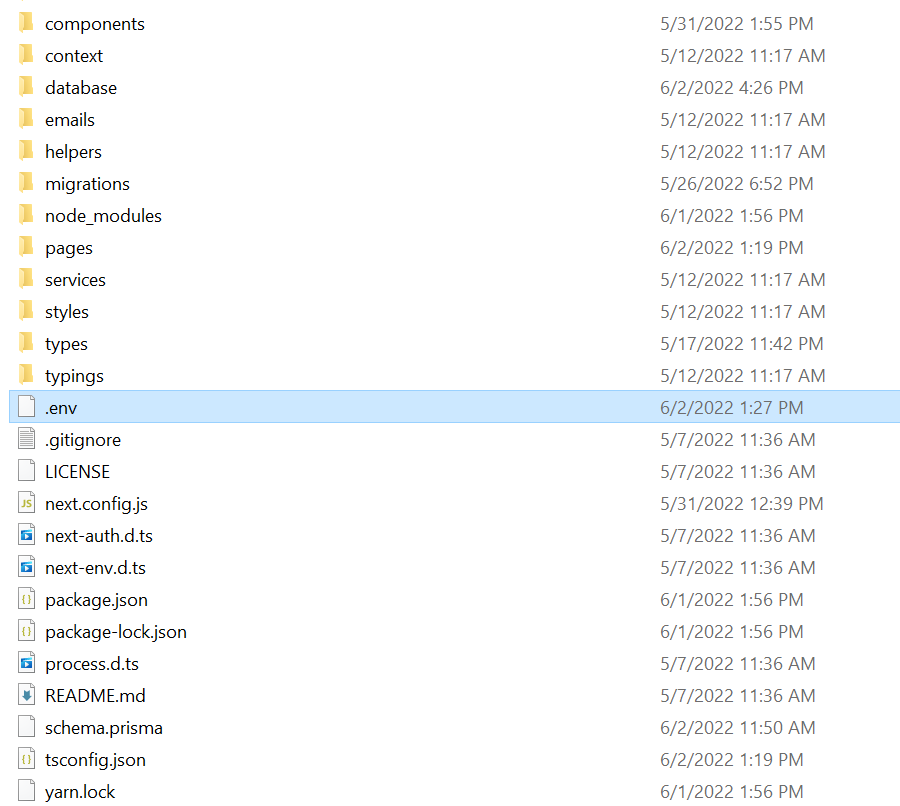 components 5/31/2022 1:55 PM
context 5/12/2022 11:17 AM
database 6/2/2022 4:26 PM
emails 5/12/2022 11:17 AM
helpers 5/12/2022 11:17 AM
migrations 5/26/2022 6:52 PM
node_modules 6/1/2022 1:56 PM
pages 6/2/2022 1:19 PM
services 5/12/2022 11:17 AM
styles 5/12/2022 11:17 AM
types 5/17/2022 11:42 PM
typings 5/12/2022 11:17 AM
.env 6/2/2022 1:27 PM
.gitignore 5/7/2022 11:36 AM
LICENSE 5/7/2022 11:36 AM
next.config.js 5/31/2022 12:39 PM
next-auth.d.ts 5/7/2022 11:36 AM
next-env.d.ts 5/7/2022 11:36 AM
package.json 6/1/2022 1:56 PM
package-lock.json 6/1/2022 1:56 PM
process.d.ts 5/7/2022 11:36 AM
README.md 5/7/2022 11:36 AM
schema.prisma 6/2/2022 11:50 AM
tsconfig.json 6/2/2022 1:19 PM
yarn.lock 6/1/2022 1:56 PM